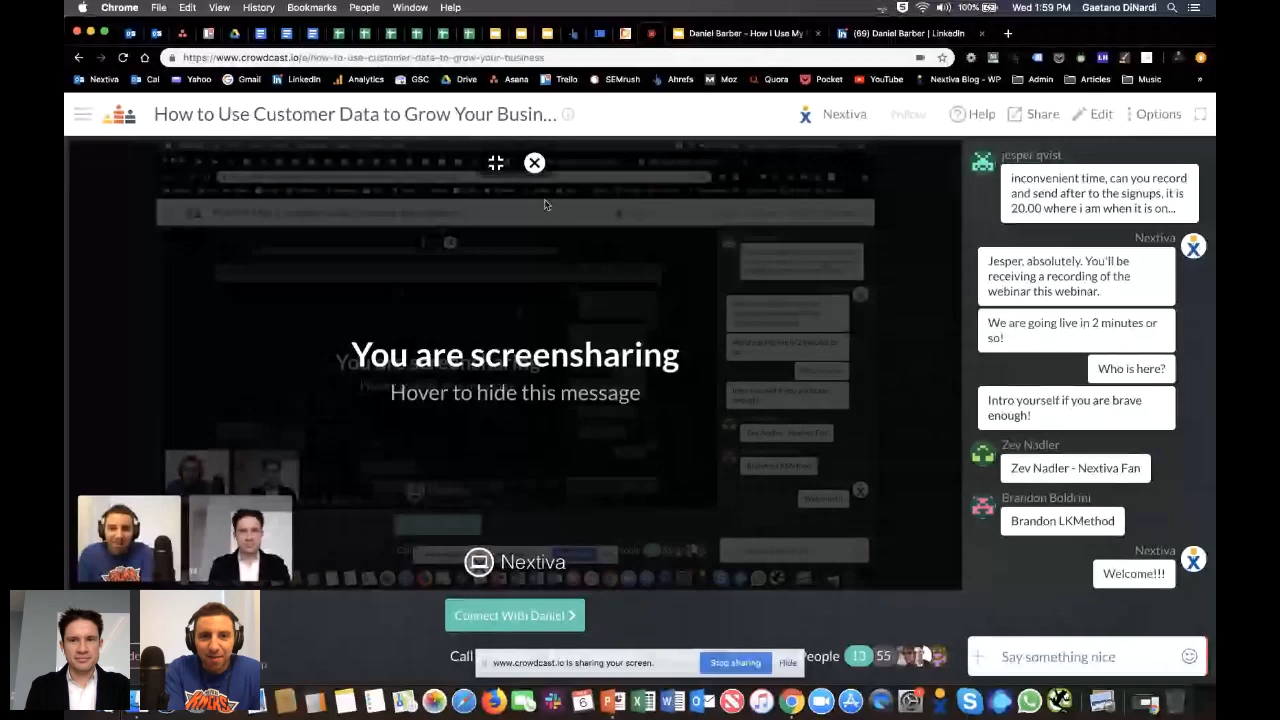 Chrome File Edit View History Bookmarks People Window Help 100% Wed 1:59 PM Gaetano DiNardi
Daniel Barber – How I Use My (69) Daniel Barber | LinkedIn
https://www.crowdcast.io/e/how-to-use-customer-data-to-grow-your-business
Nextiva Cal Yahoo Gmail LinkedIn Analytics GSC Drive Asana Trello SEMrush Ahrefs Moz Quora Pocket YouTube Nextiva Blog - WP Admin Articles Music
How to Use Customer Data to Grow Your Busin... Nextiva Follow Help Share Edit Options
jesper qvist
inconvenient time, can you record
and send after to the signups, it is
20.00 where i am when it is on...
Nextiva
Jesper, absolutely. You'll be
receiving a recording of the
webinar this webinar.
We are going live in 2 minutes or
so!
Who is here?
Intro yourself if you are brave
enough!
Zev Nadler
Zev Nadler - Nextiva Fan
Brandon Boldrini
Brandon LKMethod
Nextiva
Welcome!!!
You are screensharing
Hover to hide this message
Nextiva
KNICKS
Connect With Daniel
Call
www.crowdcast.io is sharing your screen. Stop sharing Hide
eople 13 55
Say something nice
KNICKS